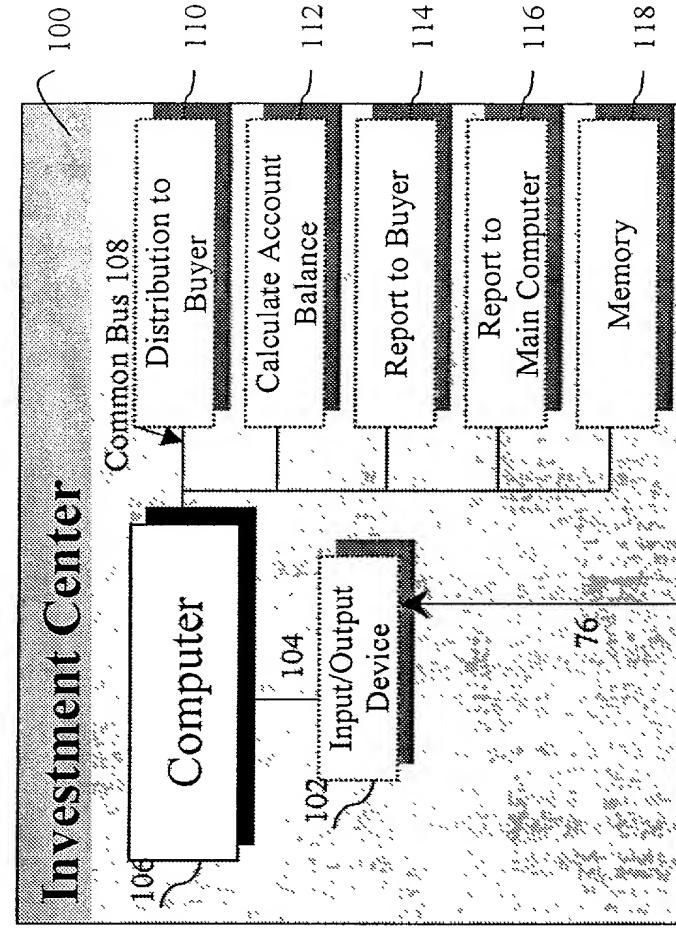 Investment Center
100
Computer
106
Common Bus 108
104
Input/Output
Device
102
76
Distribution to
Buyer
110
Calculate Account
Balance
112
Report to Buyer
114
Report to
Main Computer
116
Memory
118